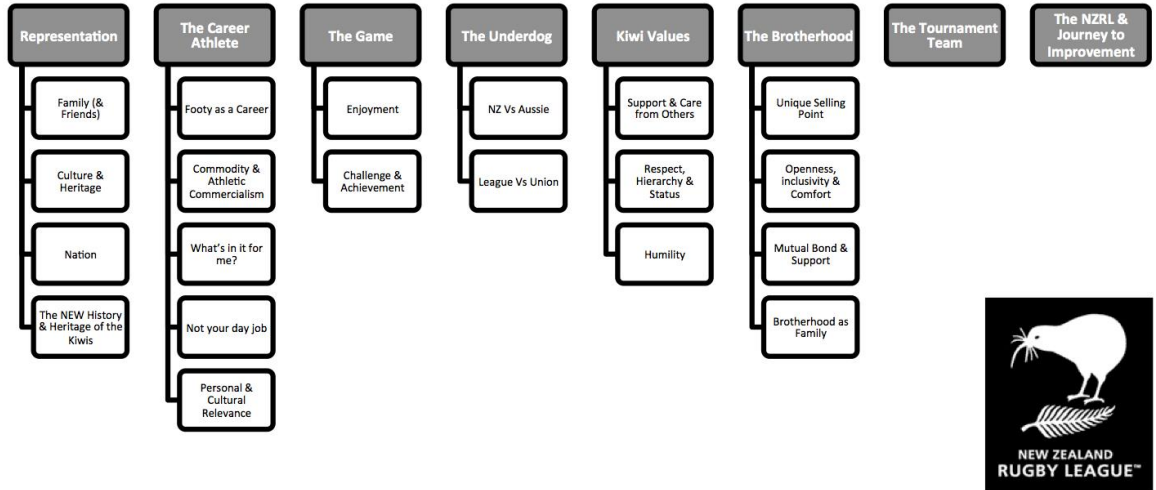 Representation
Family (&
Friends)
Culture &
Heritage
Nation
The NEW History
& Heritage of the
Kiwis
The Career
Athlete
Footy as a Career
Commodity &
Athletic
Commercialism
What's in it for
me?
Not your day job
Personal &
Cultural
Relevance
The Game
Enjoyment
Challenge &
Achievement
The Underdog
NZ Vs Aussie
League Vs Union
Kiwi Values
Support & Care
from Others
Respect,
Hierarchy &
Status
Humility
The Brotherhood
Unique Selling
Point
Openness,
inclusivity &
Comfort
Mutual Bond &
Support
Brotherhood as
Family
The Tournament
Team
The NZRL &
Journey to
Improvement
NEW ZEALAND
RUGBY LEAGUE™